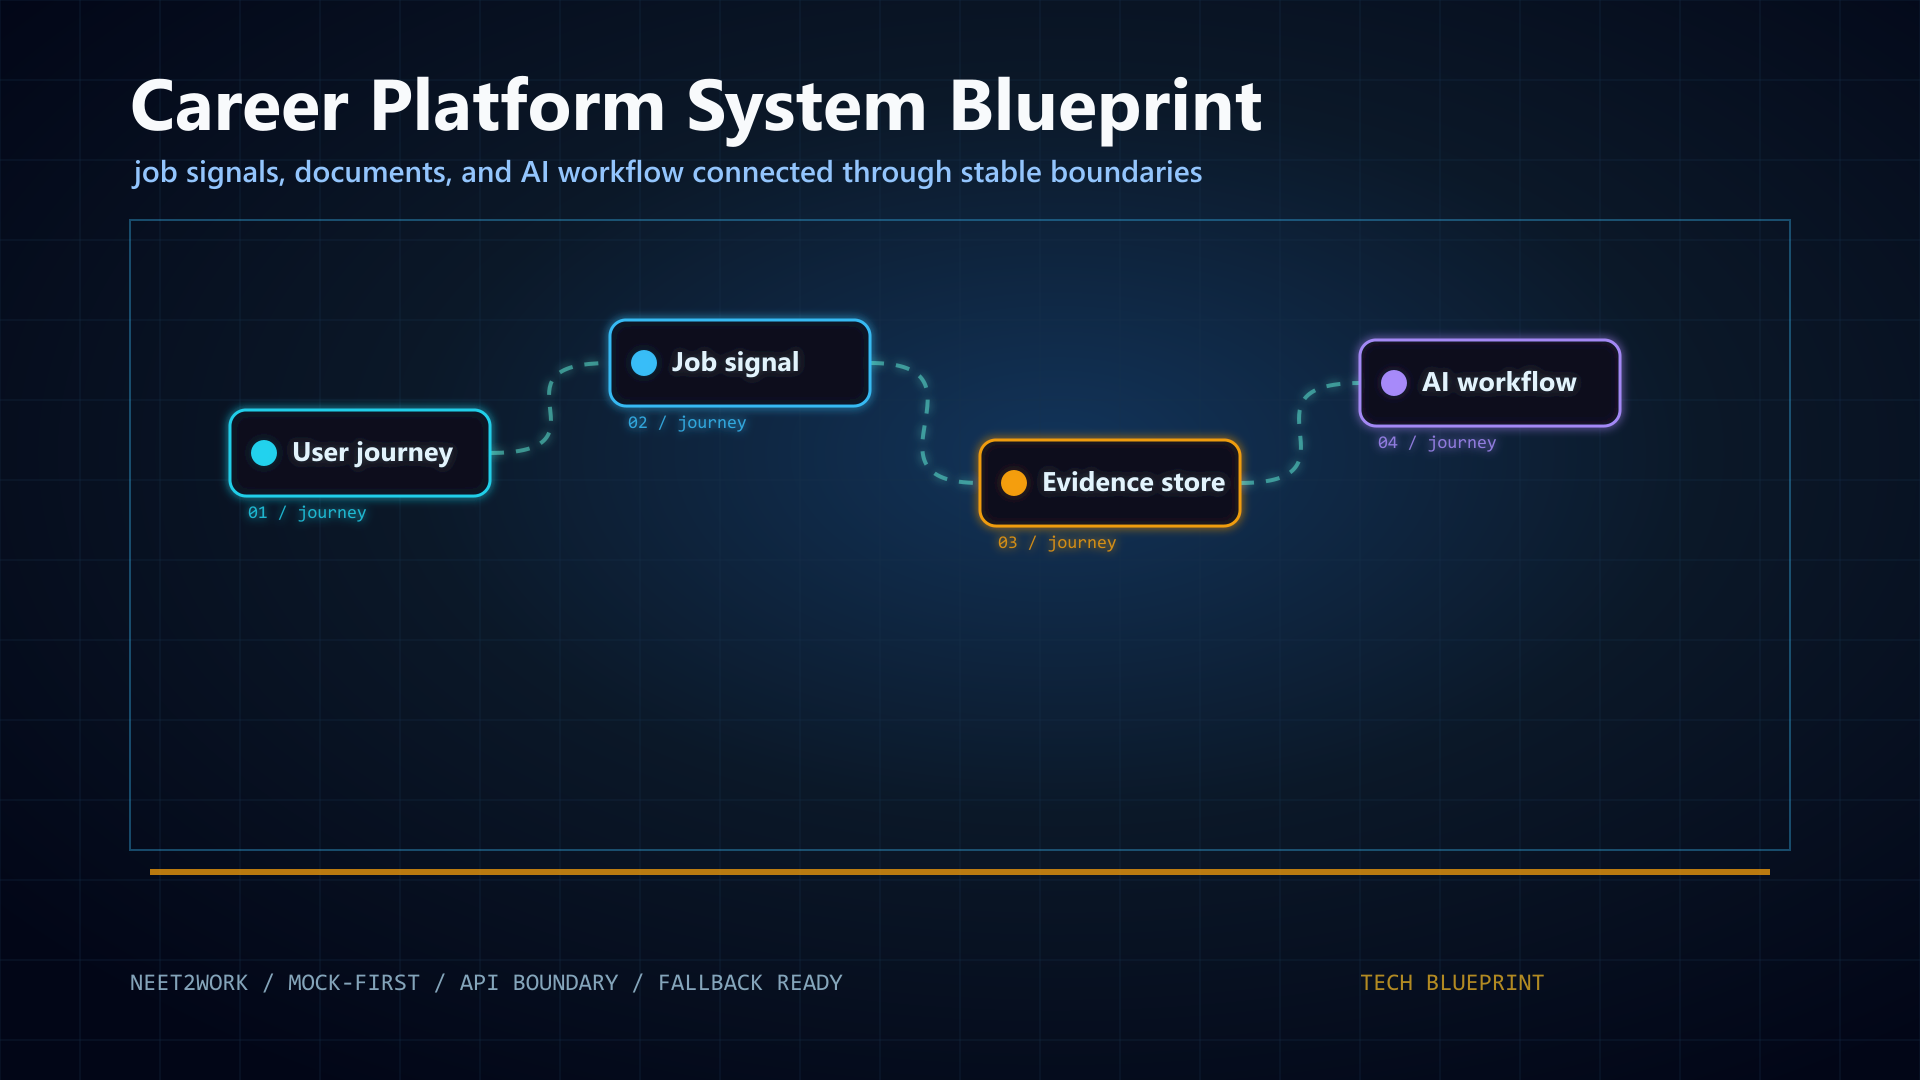 Career Platform System Blueprint
job signals, documents, and AI workflow connected through stable boundaries
User journey
01 / journey
Job signal
02 / journey
Evidence store
03 / journey
AI workflow
04 / journey
NEET2WORK / MOCK-FIRST / API BOUNDARY / FALLBACK READY
TECH BLUEPRINT